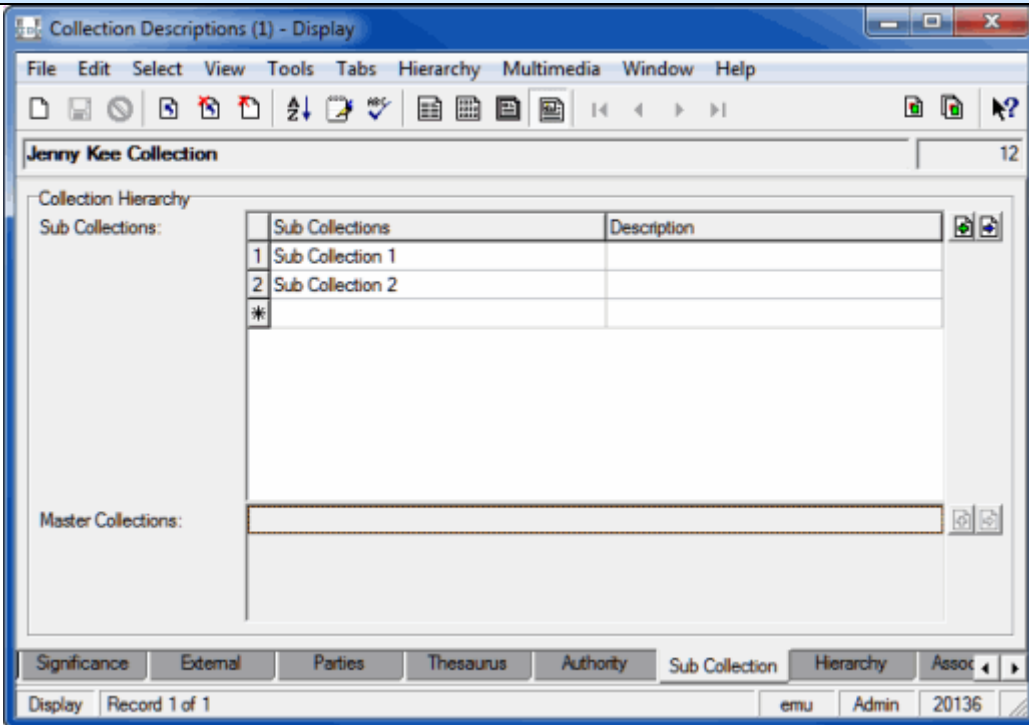 Collection Descriptions (1) - Display
File Edit Select View Tools Tabs Hierarchy Multimedia Window Help
Jenny Kee Collection 12
Collection Hierarchy
Sub Collections: Sub Collections Description
1 Sub Collection 1
2 Sub Collection 2
*
Master Collections:
Significance External Parties Thesaurus Authority Sub Collection Hierarchy Assoc
Display Record 1 of 1 emu Admin 20136